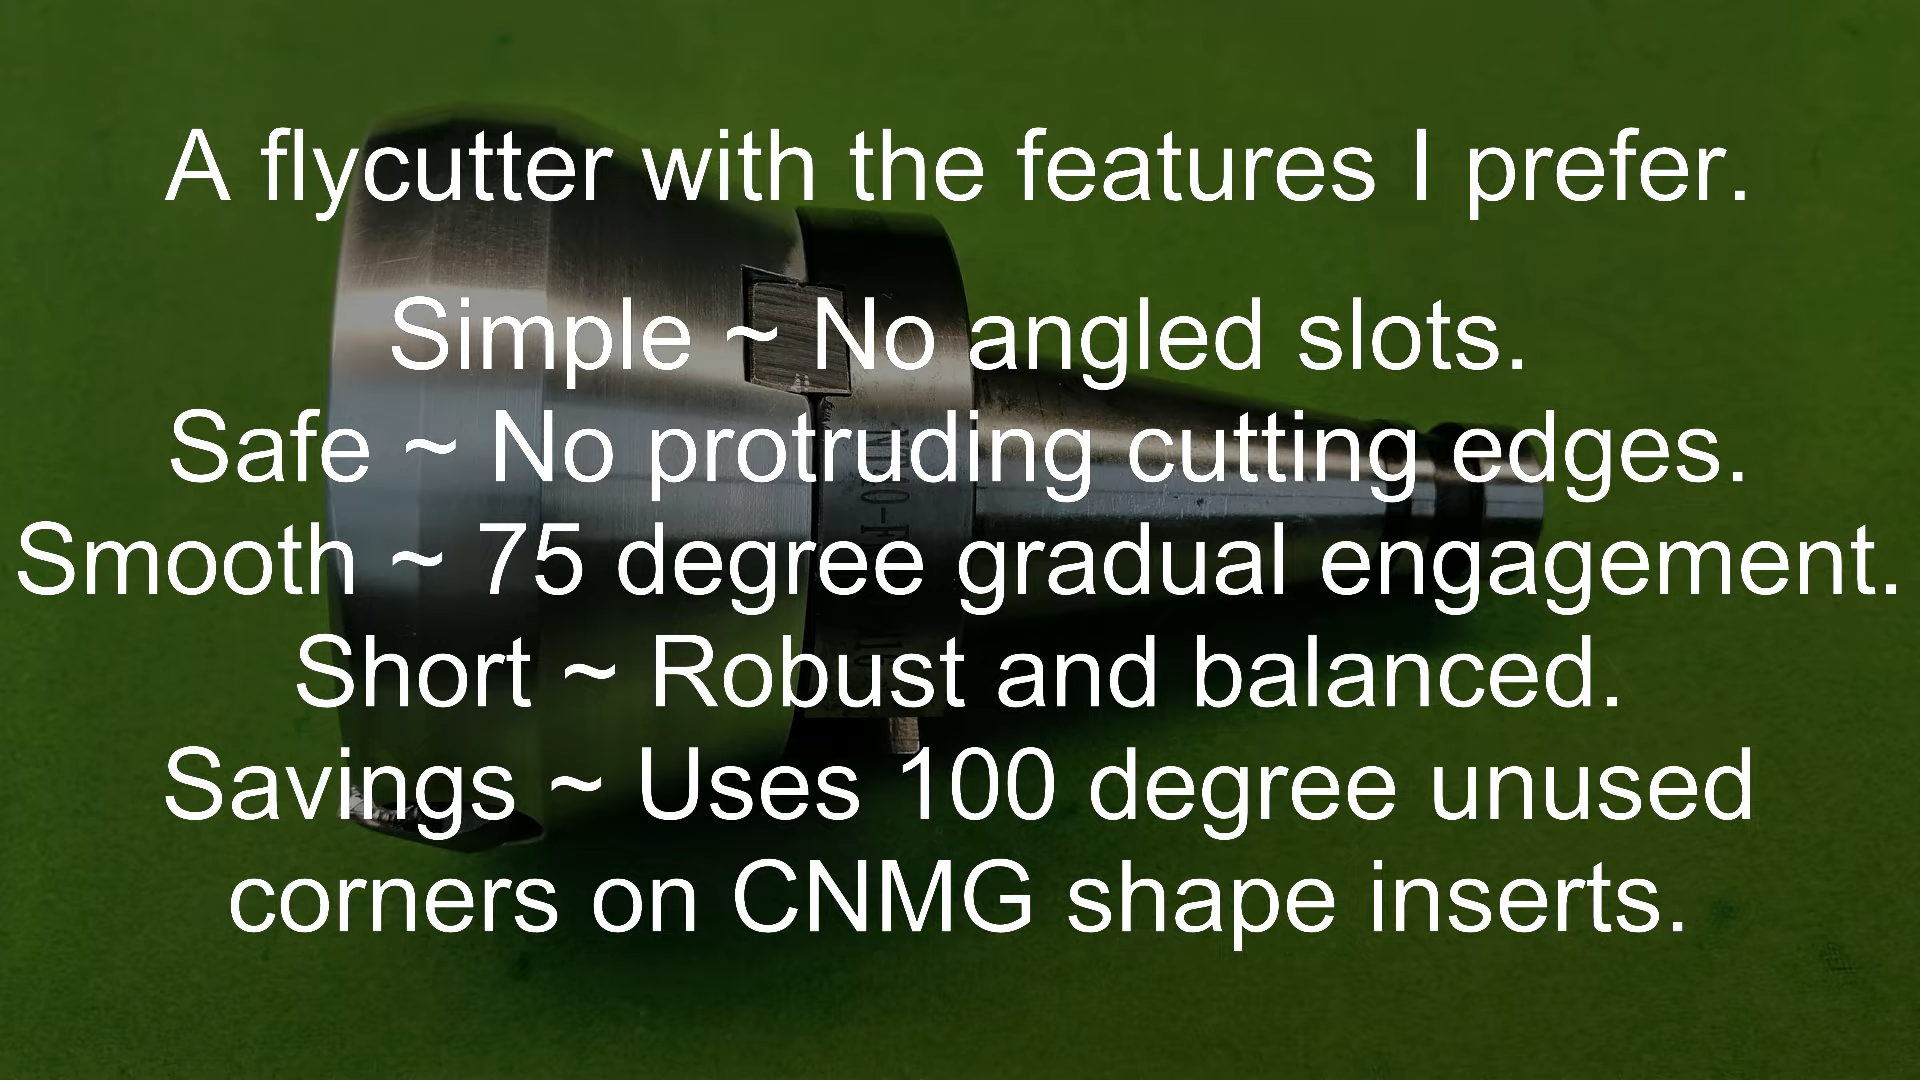 A flycutter with the features I prefer.
Simple ~ No angled slots.
Safe ~ No protruding cutting edges.
Smooth ~ 75 degree gradual engagement.
Short ~ Robust and balanced.
Savings ~ Uses 100 degree unused
corners on CNMG shape inserts.